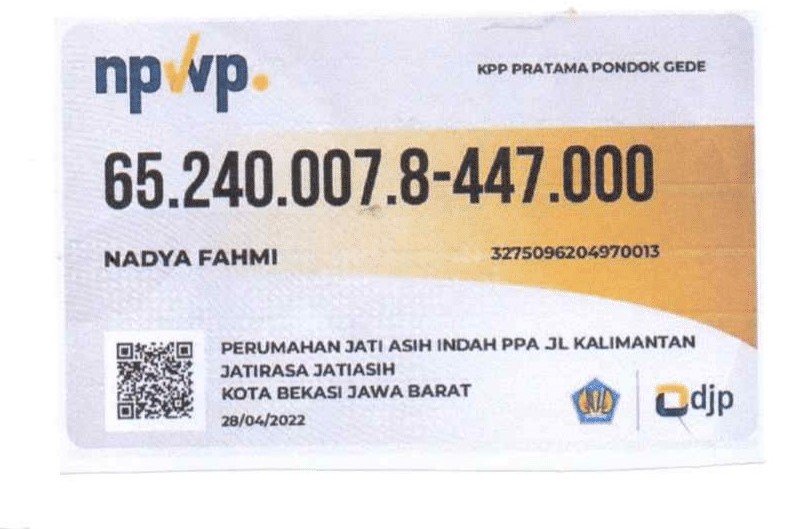 npwp.
KPP PRATAMA PONDOK GEDE
65.240.007.8-447.000
NADYA FAHMI
3275096204970013
PERUMAHAN JATI ASIH INDAH PPA JL KALIMANTAN
JATIRASA JATIASIH
KOTA BEKASI JAWA BARAT
28/04/2022
djp